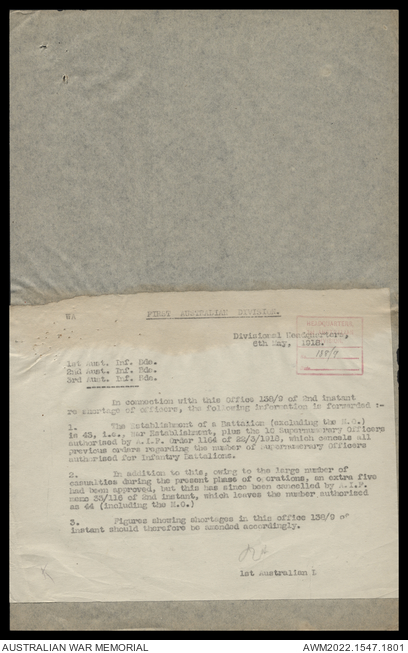 WA
FIRST AUSTRALIAN DIVISION.
Divisional Headquarters,
6th May, 1918.
138/9
1st Aust. Inf. Bde.
2nd Aust. Inf. Bde.
3rd Aust. Inf. Bde.
In connection with this Office 138/9 of 2nd instant
re shortage of officers, the following information is forwarded :-
1. The Establishment of a Battalion (excluding the M.O.)
is 43, i.e., War Establishment, plus the 10 Supernumerary Officers
authorised by A.I.F. Order 1164 of 22/3/1918, which cancels all
previous orders regarding the number of Supernumerary Officers
authorised for Infantry Battalions.
2. In addition to this, owing to the large number of
casualties during the present phase of operations, an extra five
had been approved, but this has since been cancelled by A.I.F.
memo of 2nd instant, which leaves the number authorised
as 44 (including the M.O.)
3. Figures showing shortages in this office 138/9 of
instant should therefore be amended accordingly.
1st Australian D
AUSTRALIAN WAR MEMORIAL
AWM2022.1547.1801